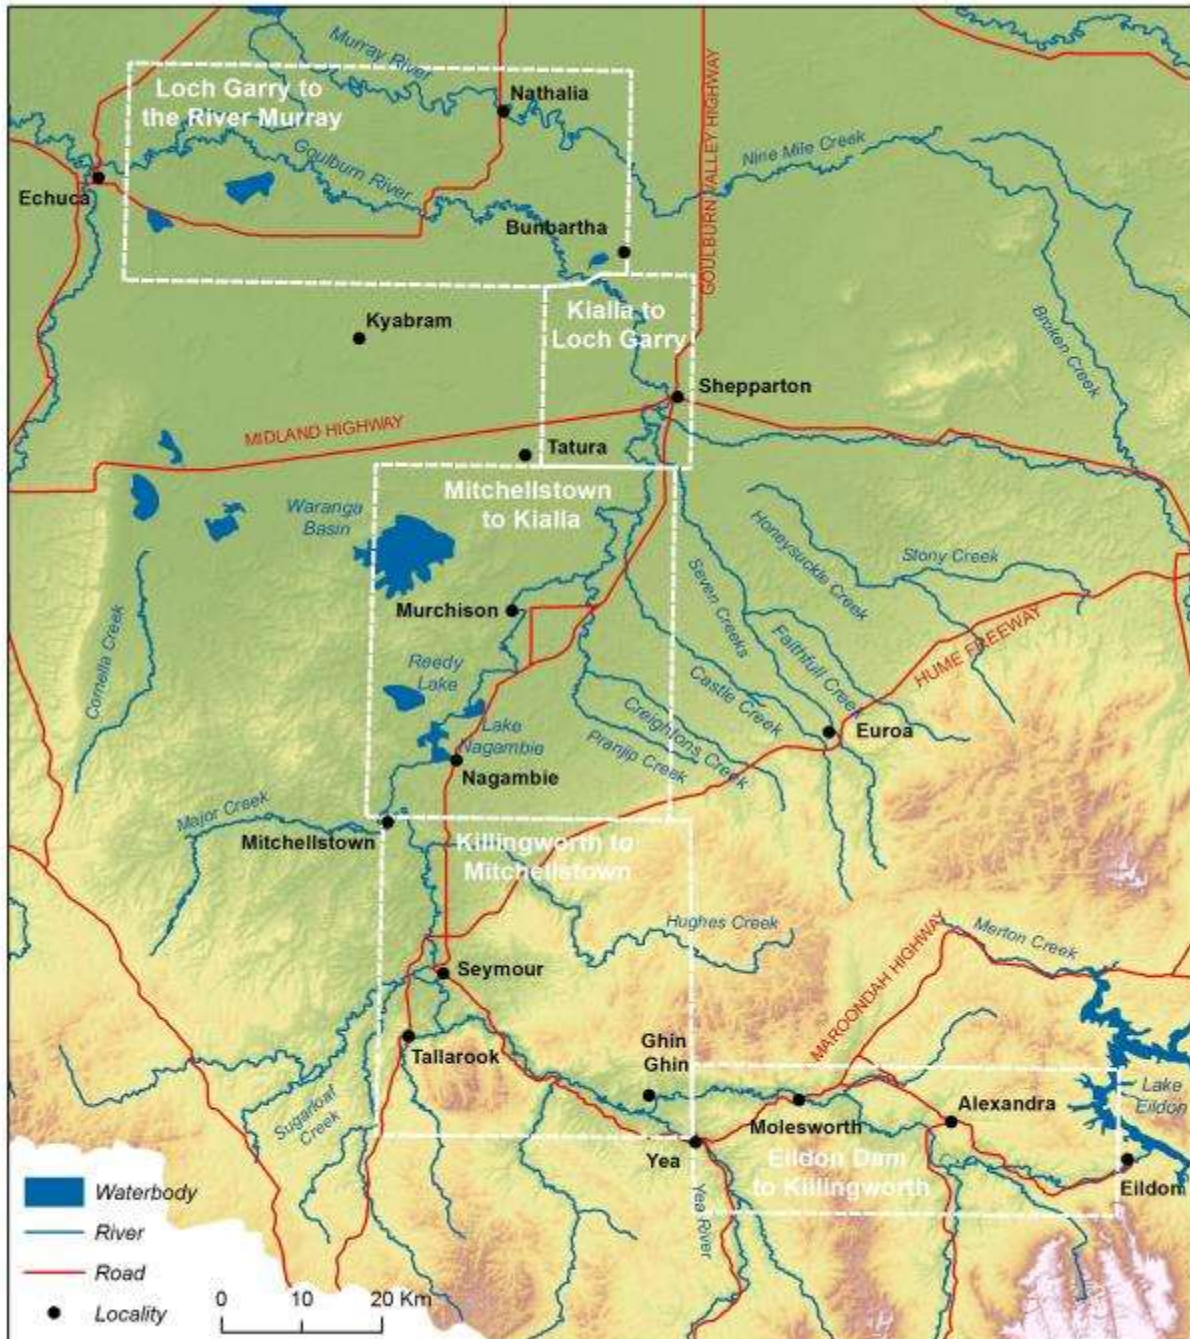 Murray River
Loch Garry to
the River Murray
Nathalia
GOULBURN VALLEY HIGHWAY
Nine Mile Creek
Goulburn River
Echuca
Bunbartha
Kyabram
Kialla to
Loch Garry
Broken Creek
Shepparton
MIDLAND HIGHWAY
Tatura
Mitchellstown
to Kialla
Waranga
Basin
Honeysuckle Creek
Stony Creek
Seven Creeks
Murchison
Faithfull Creek
HUME FREEWAY
Cornella Creek
Reedy
Lake
Castle Creek
Creightons Creek
Euroa
Lake
Nagambie
Pranjip Creek
Nagambie
Major Creek
Mitchellstown
Killingworth to
Mitchellstown
Hughes Creek
MAROONDAH HIGHWAY
Merton Creek
Seymour
Ghin
Ghin
Tallarook
Lake
Eildon
Sugarloaf
Creek
Alexandra
Molesworth
Yea
Eildon Dam
to Killingworth
Eildon
Yea River
Waterbody
River
Road
Locality
0 10 20 Km